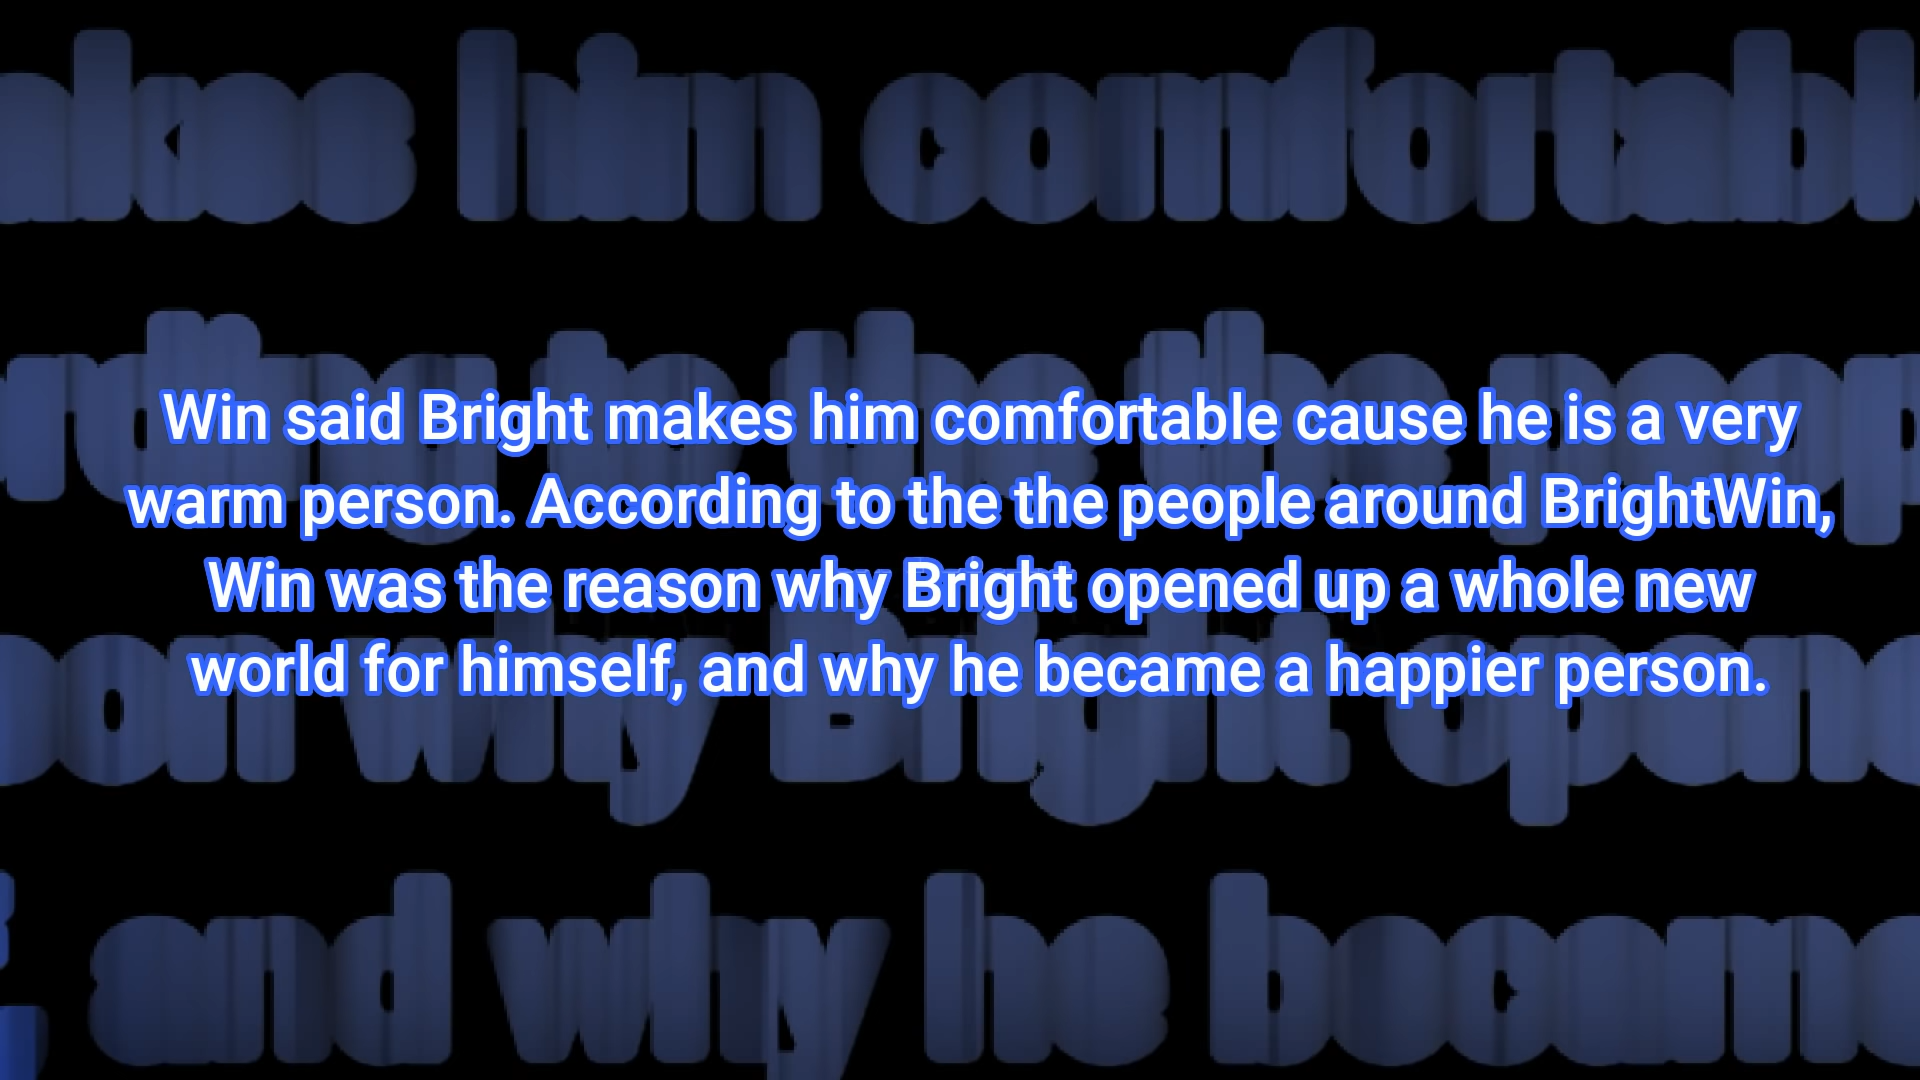 Win said Bright makes him comfortable cause he is a very
warm person. According to the the people around BrightWin,
Win was the reason why Bright opened up a whole new
world for himself, and why he became a happier person.